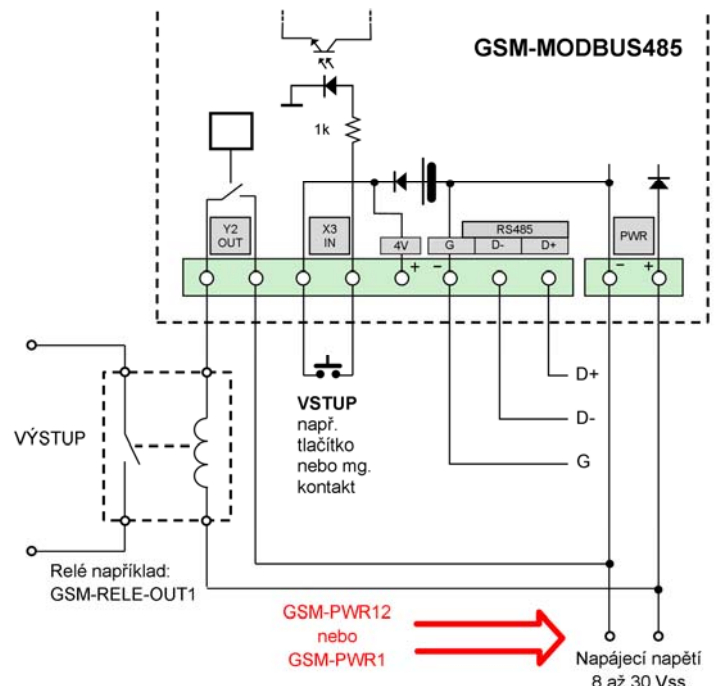 GSM-MODBUS485
1k
Y2
OUT
X3
IN
4V
G
RS485
D-
D+
PWR
+
−
−
+
D+
D-
G
VSTUP
např.
tlačítko
nebo mg.
kontakt
VÝSTUP
Relé například:
GSM-RELE-OUT1
GSM-PWR12
nebo
GSM-PWR1
Napájecí napětí
8 až 30 Vss